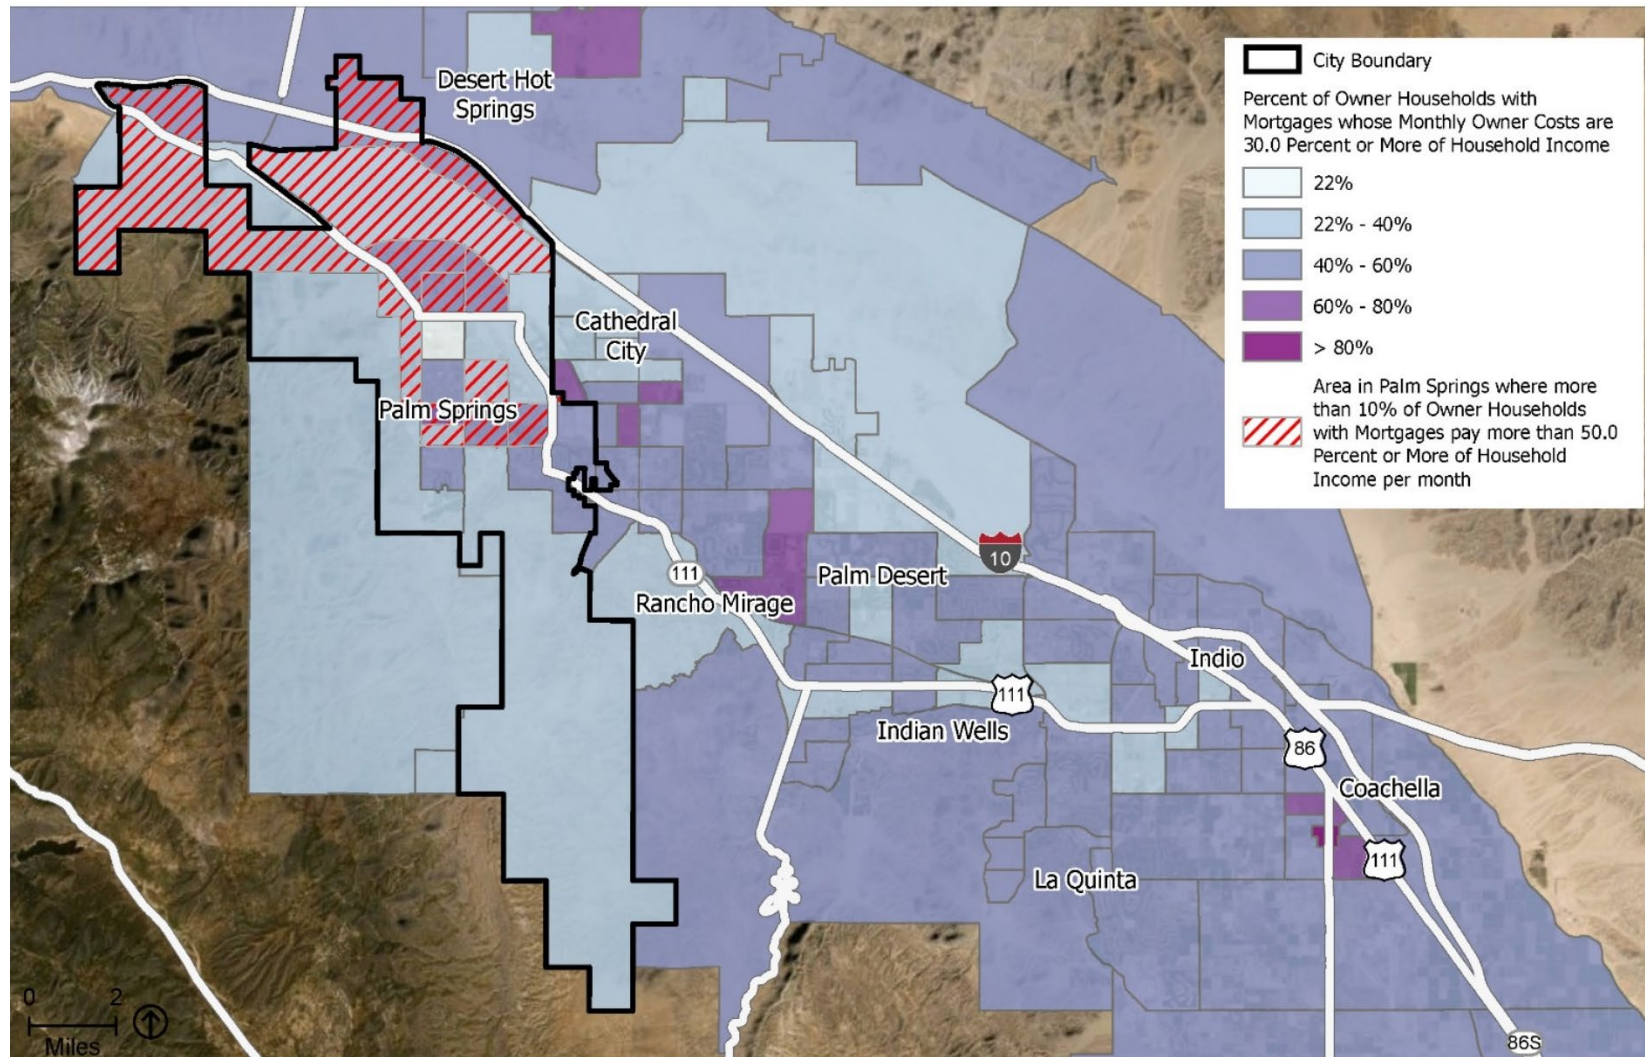 City Boundary
Percent of Owner Households with
Mortgages whose Monthly Owner Costs are
30.0 Percent or More of Household Income
22%
22% - 40%
40% - 60%
60% - 80%
> 80%
Area in Palm Springs where more
than 10% of Owner Households
with Mortgages pay more than 50.0
Percent or More of Household
Income per month
Desert Hot
Springs
Cathedral
City
Palm Springs
10
111
Palm Desert
Rancho Mirage
Indio
111
Indian Wells
86
Coachella
111
La Quinta
0 2
Miles
86S